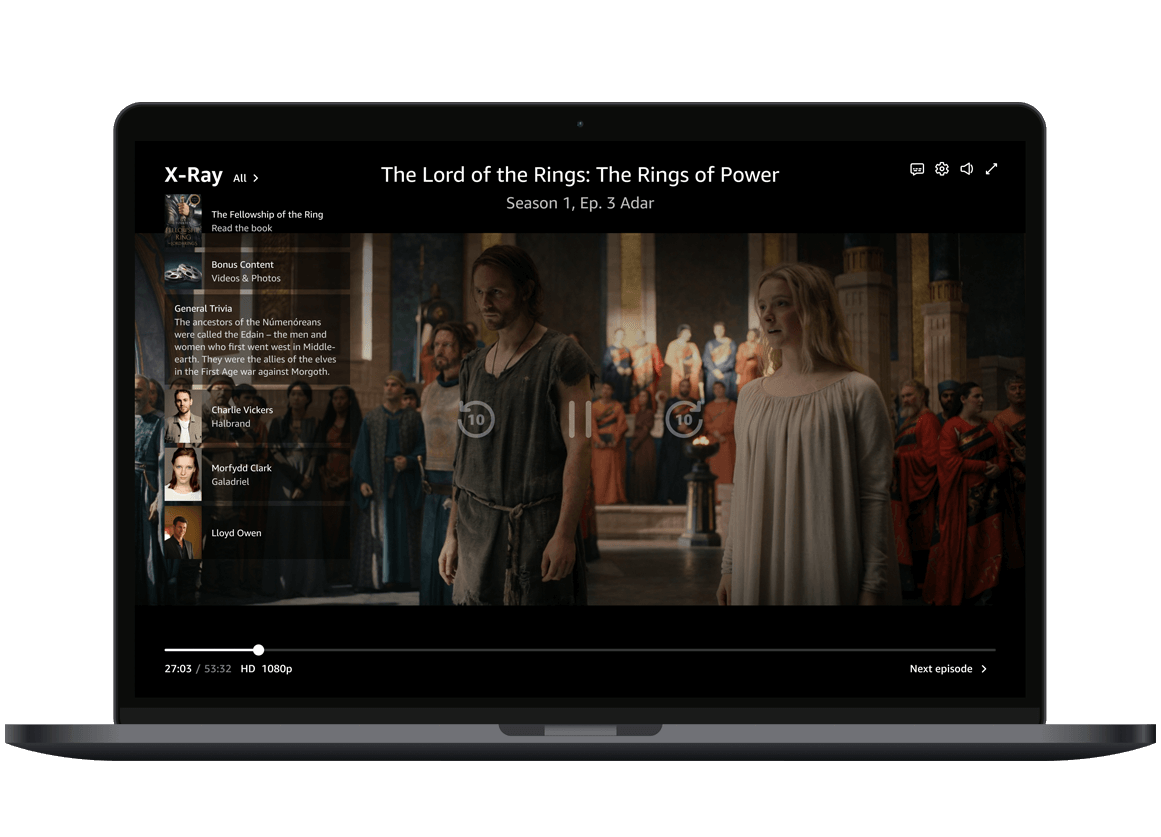 X-Ray All
The Lord of the Rings: The Rings of Power
Season 1, Ep. 3 Adar
The Fellowship of the Ring
Read the book
Bonus Content
Videos & Photos
General Trivia
The ancestors of the Númenóreans
were called the Edain – the men and
women who first went west in Middle-
earth. They were the allies of the elves
in the First Age war against Morgoth.
Charlie Vickers
Halbrand
Morfydd Clark
Galadriel
Lloyd Owen
10
10
27:03 / 53:32 HD 1080p
Next episode